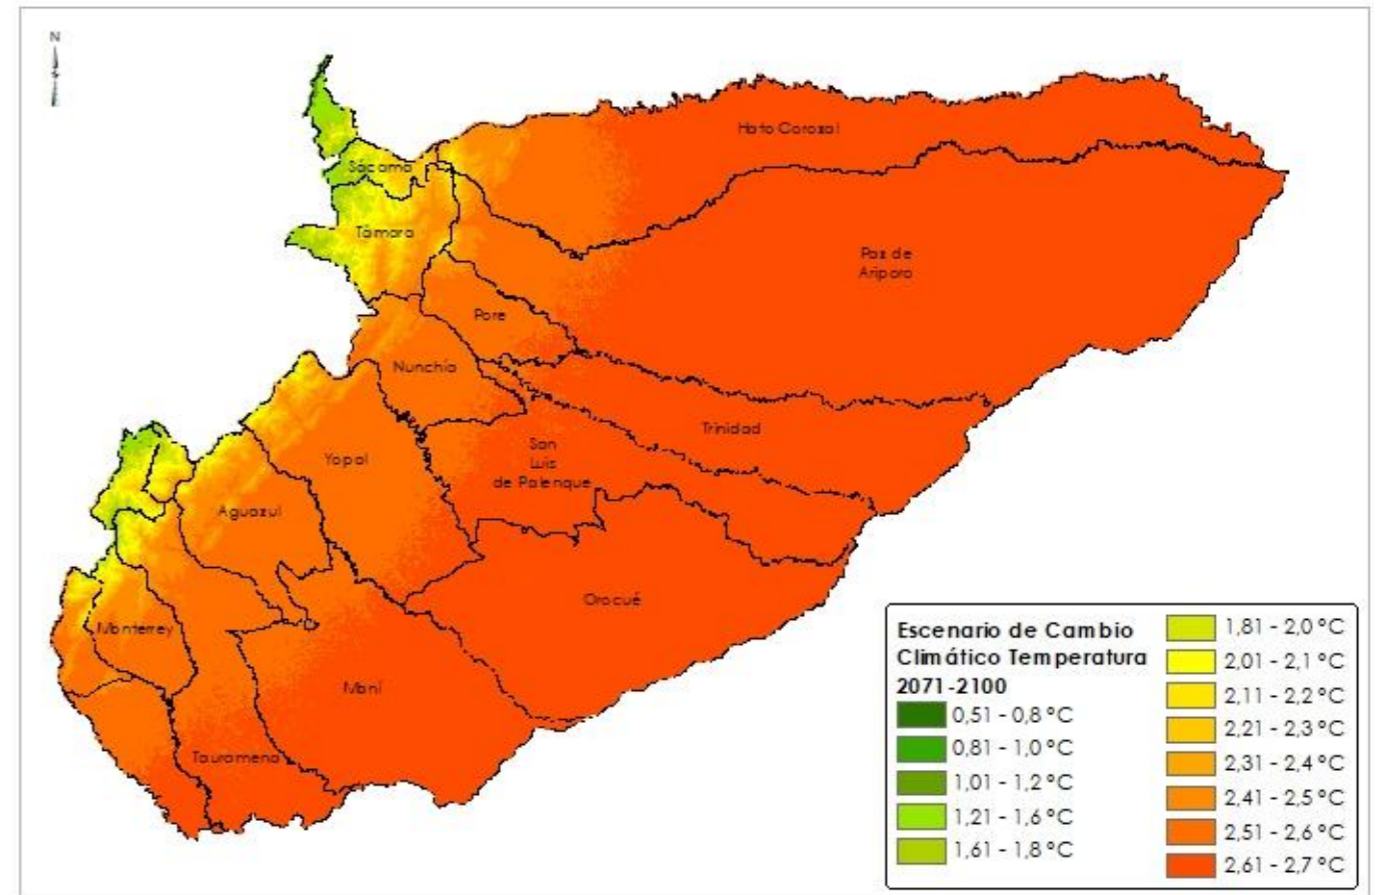 N
Hato Corozal
Sácama
Támara
Paz de
Ariporo
Pore
Nunchía
Trinidad
San
Luis
de Palenque
Yopal
Aguazul
Orocué
Monterrey
Maní
Tauramena
Escenario de Cambio
Climático Temperatura
2071-2100
0,51 - 0,8 °C
0,81 - 1,0 °C
1,01 - 1,2 °C
1,21 - 1,6 °C
1,61 - 1,8 °C
1,81 - 2,0 °C
2,01 - 2,1 °C
2,11 - 2,2 °C
2,21 - 2,3 °C
2,31 - 2,4 °C
2,41 - 2,5 °C
2,51 - 2,6 °C
2,61 - 2,7 °C